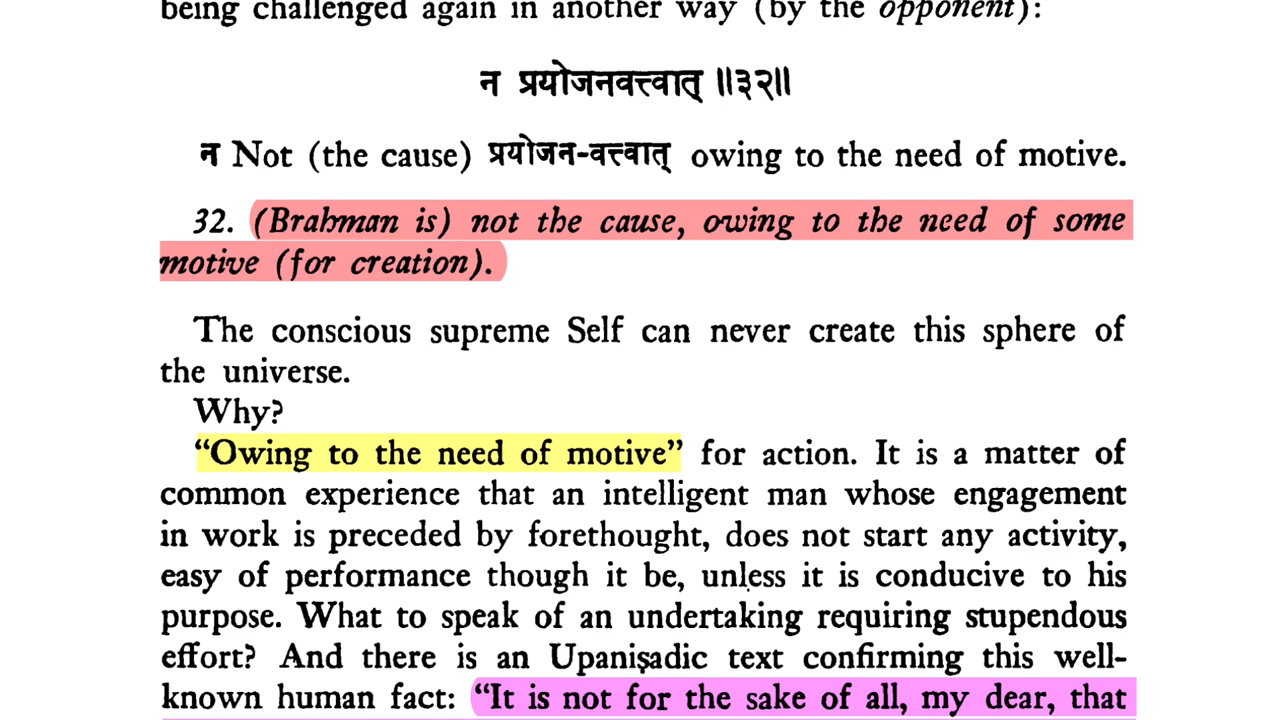 being challenged again in another way (by the opponent):
न प्रयोजनवत्त्वात् ॥३२॥
न Not (the cause) प्रयोजन-वत्त्वात् owing to the need of motive.
32. (Brahman is) not the cause, owing to the need of some
motive (for creation).
The conscious supreme Self can never create this sphere of
the universe.
Why?
“Owing to the need of motive” for action. It is a matter of
common experience that an intelligent man whose engagement
in work is preceded by forethought, does not start any activity,
easy of performance though it be, unless it is conducive to his
purpose. What to speak of an undertaking requiring stupendous
effort? And there is an Upaniṣadic text confirming this well-
known human fact: “It is not for the sake of all, my dear, that